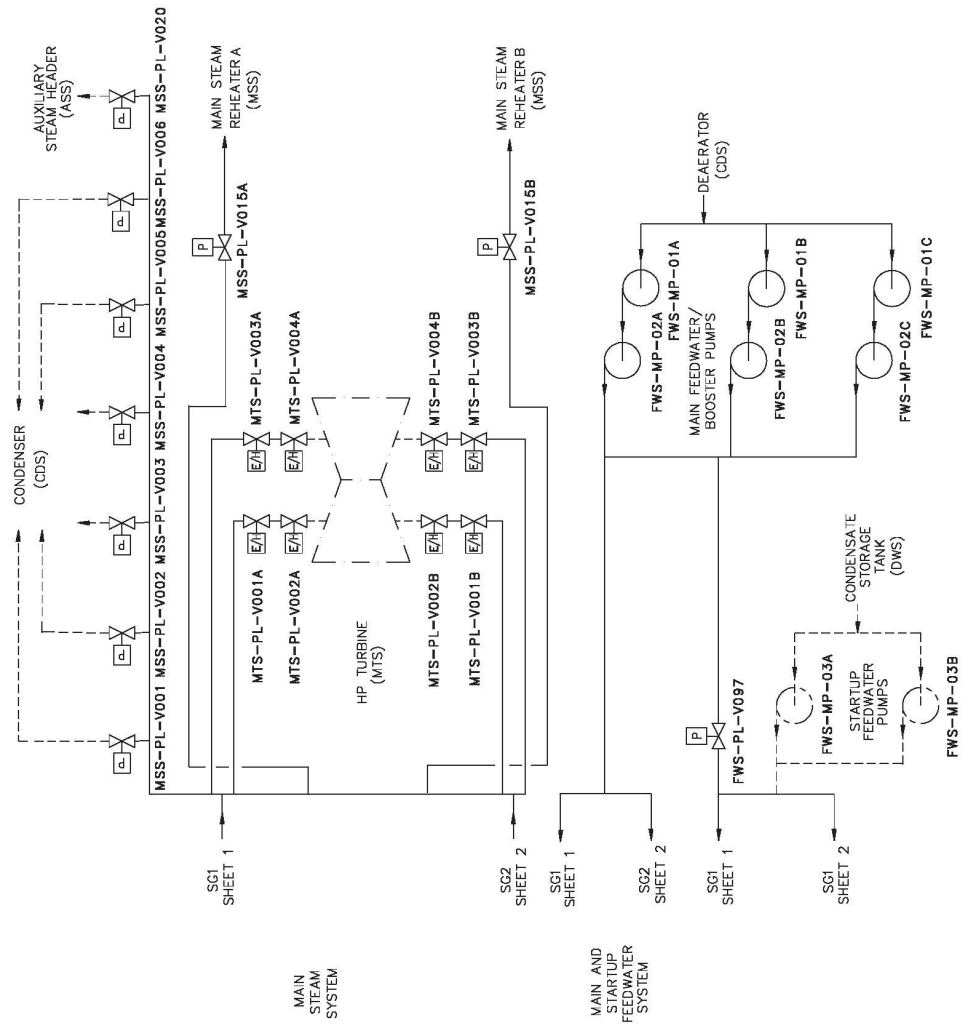 AUXILIARY
STEAM HEADER
(ASS)
CONDENSER
(CDS)
P
P
P
P
P
P
P
MSS-PL-V001
MSS-PL-V002
MSS-PL-V003
MSS-PL-V004
MSS-PL-V005
MSS-PL-V006
MSS-PL-V020
MAIN STEAM
REHEATER A
(MSS)
P
MSS-PL-V015A
SG1
SHEET 1
MTS-PL-V001A
E/H
MTS-PL-V003A
E/H
MTS-PL-V002A
E/H
MTS-PL-V004A
E/H
MAIN
STEAM
SYSTEM
HP TURBINE
(MTS)
MTS-PL-V002B
E/H
MTS-PL-V004B
E/H
MTS-PL-V001B
E/H
MTS-PL-V003B
E/H
MAIN STEAM
REHEATER B
(MSS)
P
MSS-PL-V015B
SG2
SHEET 2
SG1
SHEET 1
SG2
SHEET 2
MAIN AND
STARTUP
FEEDWATER
SYSTEM
FWS-MP-02A
FWS-MP-01A
MAIN FEEDWATER/
BOOSTER PUMPS
DEAERATOR
(CDS)
FWS-MP-02B
FWS-MP-01B
FWS-MP-02C
FWS-MP-01C
P
FWS-PL-V097
SG1
SHEET 1
SG1
SHEET 2
FWS-MP-03A
STARTUP
FEEDWATER
PUMPS
FWS-MP-03B
CONDENSATE
STORAGE
TANK
(DWS)